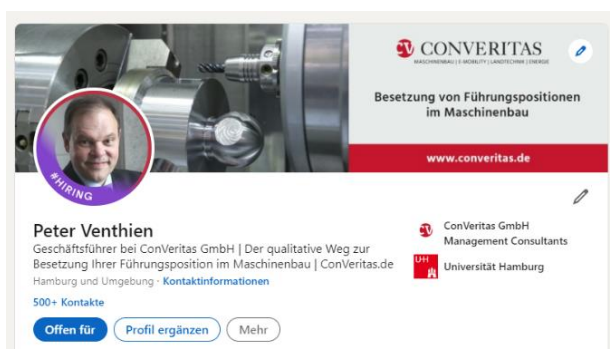 CONVERITAS
MASCHINENBAU | E-MOBILITY | LANDTECHNIK | ENERGIE
Besetzung von Führungspositionen
im Maschinenbau
www.converitas.de
#HIRING
Peter Venthien
Geschäftsführer bei ConVeritas GmbH | Der qualitative Weg zur
Besetzung Ihrer Führungsposition im Maschinenbau | ConVeritas.de
Hamburg und Umgebung · Kontaktinformationen
500+ Kontakte
Offen für
Profil ergänzen
Mehr
ConVeritas GmbH
Management Consultants
UH
Universität Hamburg